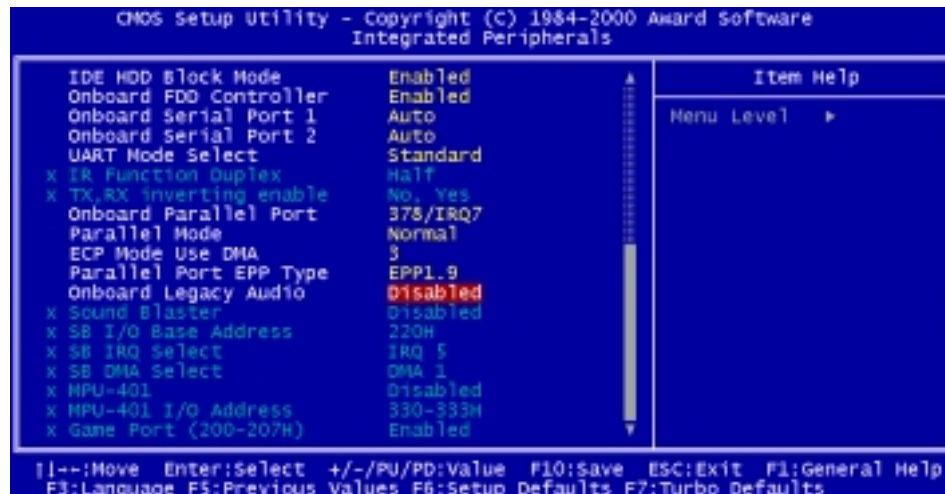 CMOS Setup Utility - Copyright (C) 1984-2000 Award Software
Integrated Peripherals
IDE HDD Block Mode Enabled
Onboard FDD Controller Enabled
Onboard Serial Port 1 Auto
Onboard Serial Port 2 Auto
UART Mode Select Standard
x IR Function Duplex Half
x TX,RX inverting enable No, Yes
Onboard Parallel Port 378/IRQ7
Parallel Mode Normal
ECP Mode Use DMA 3
Parallel Port EPP Type EPP1.9
Onboard Legacy Audio Disabled
x Sound Blaster Disabled
x SB I/O Base Address 220H
x SB IRQ Select IRQ 5
x SB DMA Select DMA 1
x MPU-401 Disabled
x MPU-401 I/O Address 330-333H
x Game Port (200-207H) Enabled
Item Help
Menu Level ►
↑↓→←:Move Enter:Select +/-/PU/PD:Value F10:Save ESC:Exit F1:General Help
F3:Language F5:Previous Values F6:Setup Defaults F7:Turbo Defaults